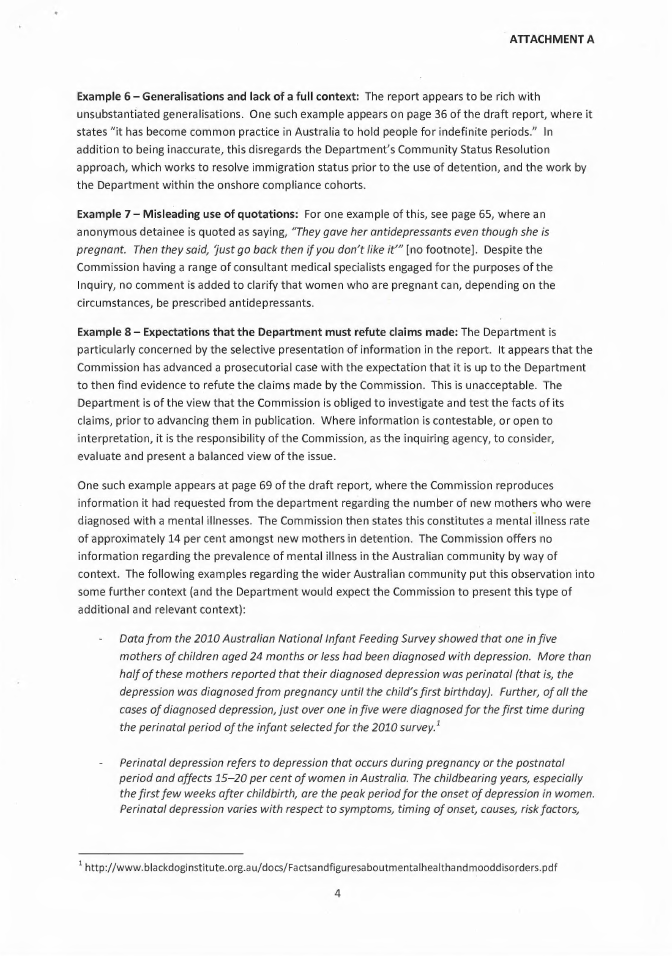 ATTACHMENT A
Example 6 – Generalisations and lack of a full context: The report appears to be rich with
unsubstantiated generalisations. One such example appears on page 36 of the draft report, where it
states "it has become common practice in Australia to hold people for indefinite periods." In
addition to being inaccurate, this disregards the Department's Community Status Resolution
approach, which works to resolve immigration status prior to the use of detention, and the work by
the Department within the onshore compliance cohorts.
Example 7 – Misleading use of quotations: For one example of this, see page 65, where an
anonymous detainee is quoted as saying, "They gave her antidepressants even though she is
pregnant. Then they said, 'just go back then if you don't like it'" [no footnote]. Despite the
Commission having a range of consultant medical specialists engaged for the purposes of the
Inquiry, no comment is added to clarify that women who are pregnant can, depending on the
circumstances, be prescribed antidepressants.
Example 8 – Expectations that the Department must refute claims made: The Department is
particularly concerned by the selective presentation of information in the report. It appears that the
Commission has advanced a prosecutorial case with the expectation that it is up to the Department
to then find evidence to refute the claims made by the Commission. This is unacceptable. The
Department is of the view that the Commission is obliged to investigate and test the facts of its
claims, prior to advancing them in publication. Where information is contestable, or open to
interpretation, it is the responsibility of the Commission, as the inquiring agency, to consider,
evaluate and present a balanced view of the issue.
One such example appears at page 69 of the draft report, where the Commission reproduces
information it had requested from the department regarding the number of new mothers who were
diagnosed with a mental illnesses. The Commission then states this constitutes a mental illness rate
of approximately 14 per cent amongst new mothers in detention. The Commission offers no
information regarding the prevalence of mental illness in the Australian community by way of
context. The following examples regarding the wider Australian community put this observation into
some further context (and the Department would expect the Commission to present this type of
additional and relevant context):
- Data from the 2010 Australian National Infant Feeding Survey showed that one in five
mothers of children aged 24 months or less had been diagnosed with depression. More than
half of these mothers reported that their diagnosed depression was perinatal (that is, the
depression was diagnosed from pregnancy until the child's first birthday). Further, of all the
cases of diagnosed depression, just over one in five were diagnosed for the first time during
the perinatal period of the infant selected for the 2010 survey.1
- Perinatal depression refers to depression that occurs during pregnancy or the postnatal
period and affects 15–20 per cent of women in Australia. The childbearing years, especially
the first few weeks after childbirth, are the peak period for the onset of depression in women.
Perinatal depression varies with respect to symptoms, timing of onset, causes, risk factors,
1 http://www.blackdoginstitute.org.au/docs/Factsandfiguresaboutmentalhealthandmooddisorders.pdf
4